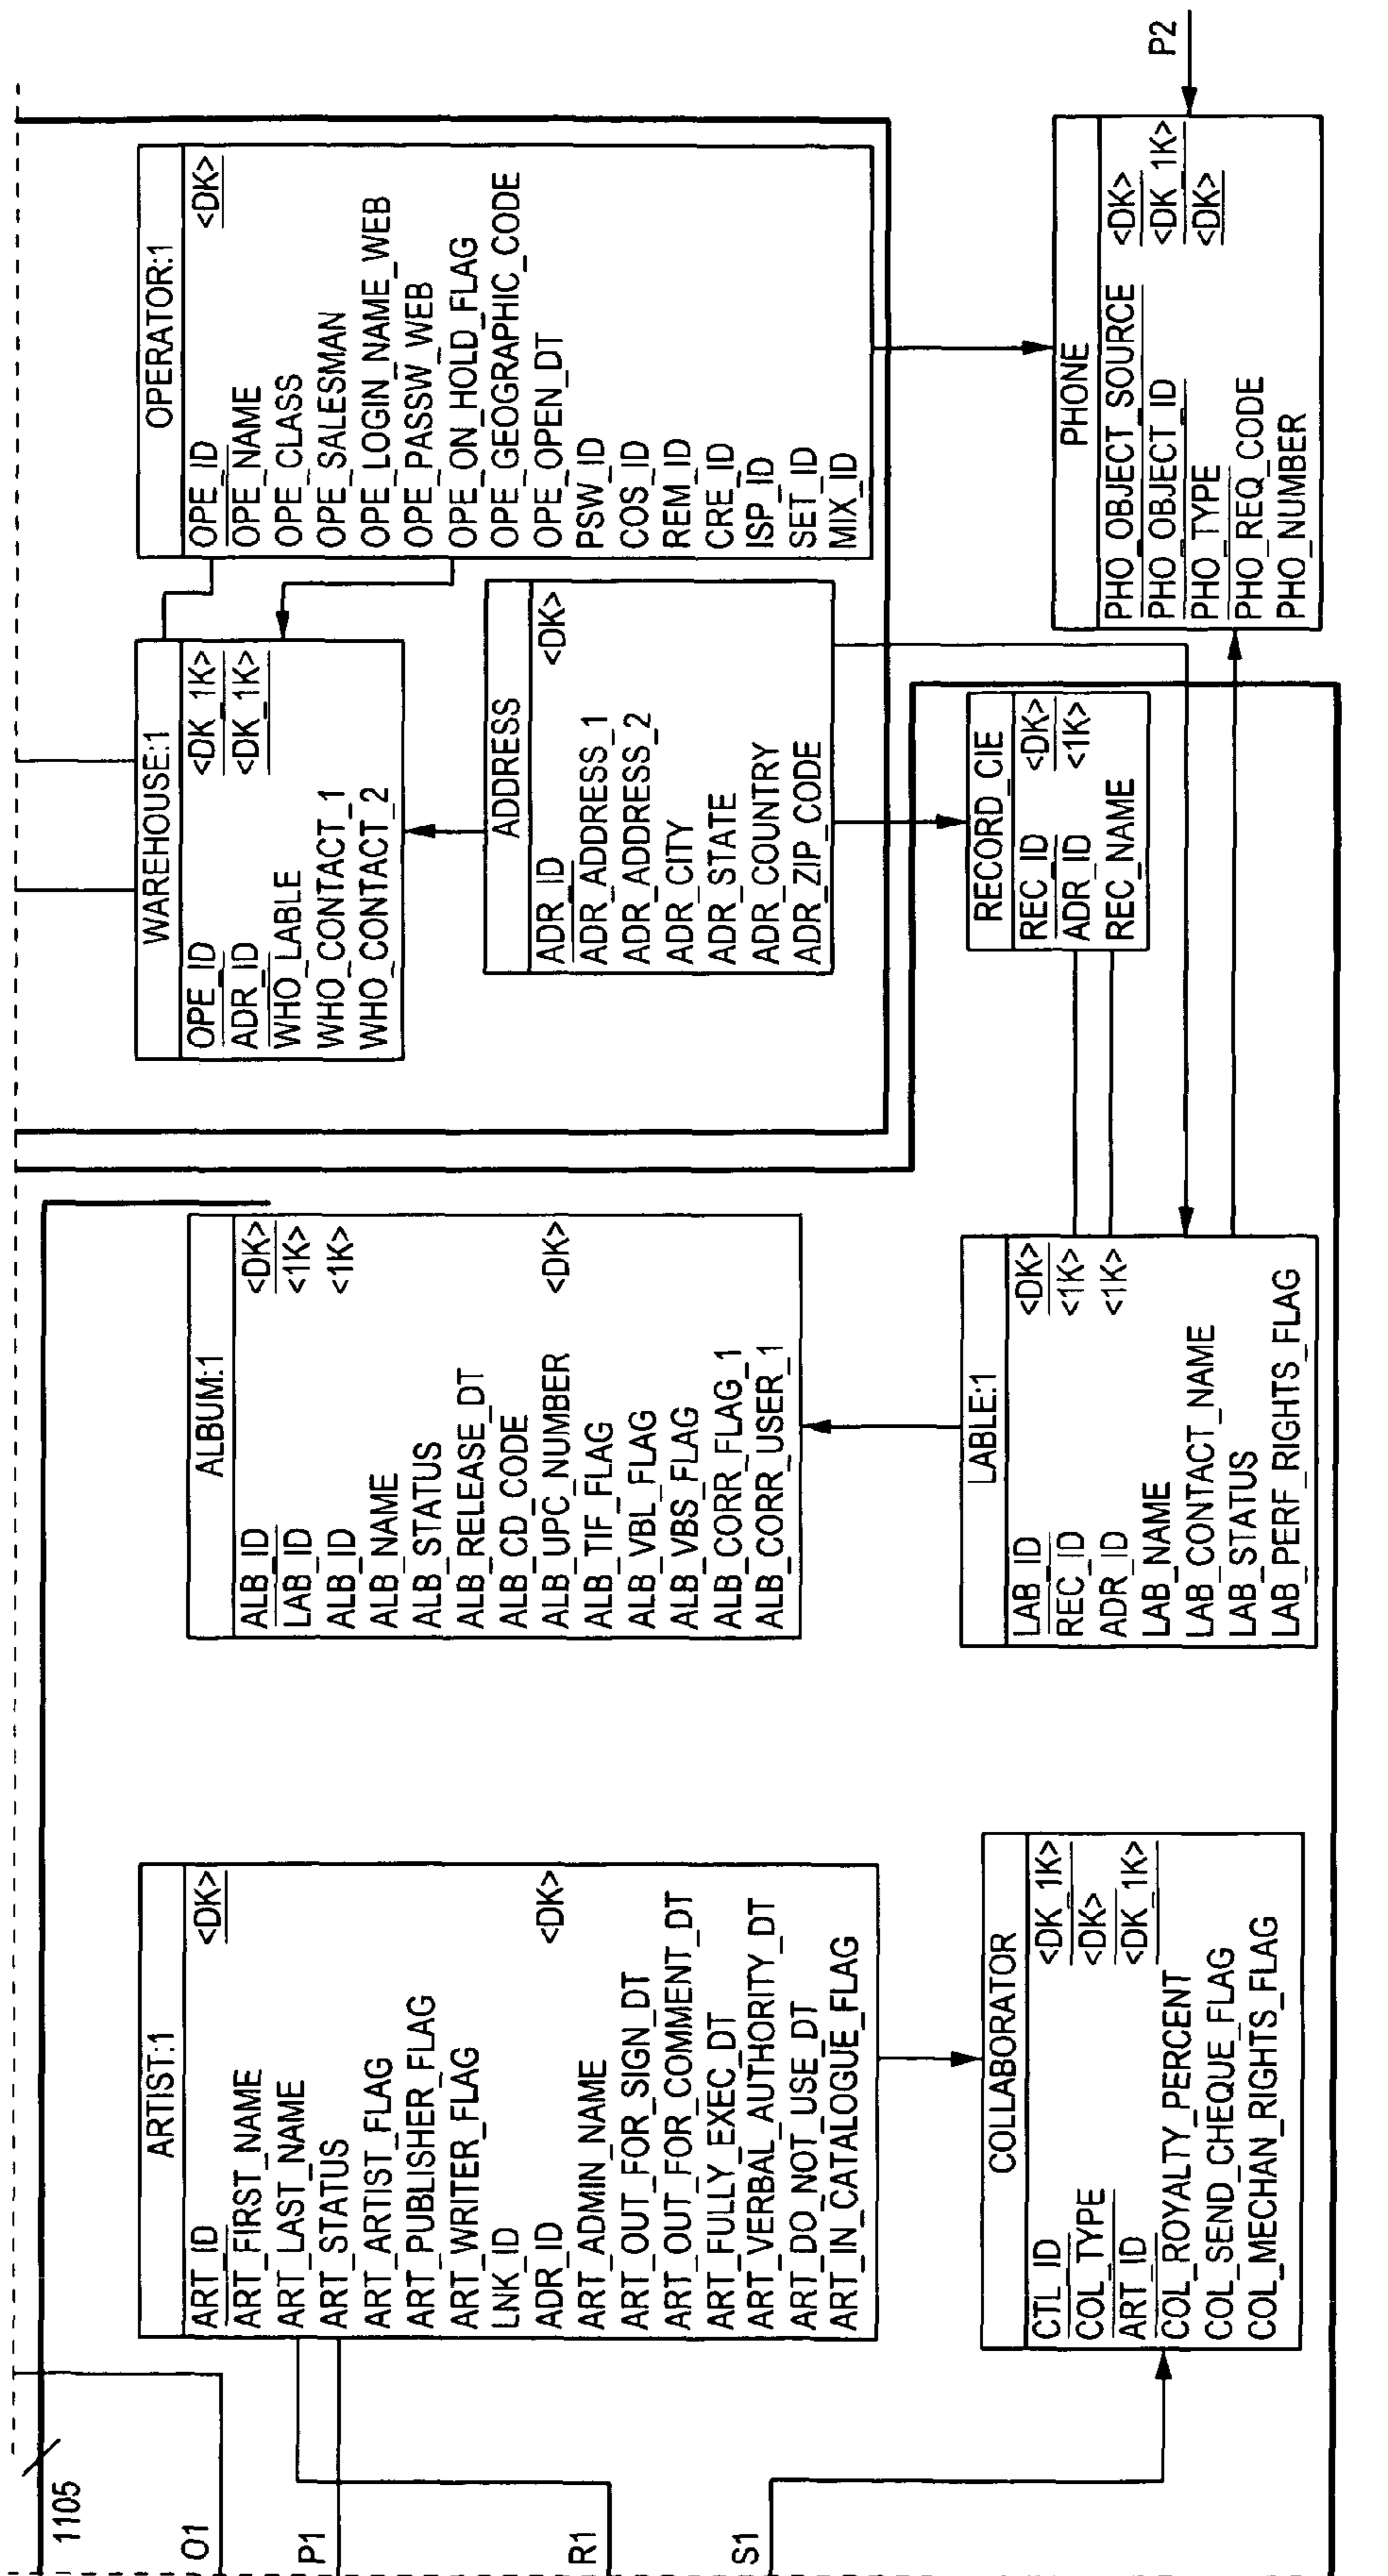 1105
O1
P1
R1
S1
ARTIST:1
ART_ID <DK>
ART_FIRST_NAME
ART_LAST_NAME
ART_STATUS
ART_ARTIST_FLAG
ART_PUBLISHER_FLAG
ART_WRITER_FLAG
LNK_ID
ADR_ID <DK>
ART_ADMIN_NAME
ART_OUT_FOR_SIGN_DT
ART_OUT_FOR_COMMENT_DT
ART_FULLY_EXEC_DT
ART_VERBAL_AUTHORITY_DT
ART_DO_NOT_USE_DT
ART_IN_CATALOGUE_FLAG
COLLABORATOR
CTL_ID <DK_1K>
COL_TYPE <DK>
ART_ID <DK_1K>
COL_ROYALTY_PERCENT
COL_SEND_CHEQUE_FLAG
COL_MECHAN_RIGHTS_FLAG
ALBUM:1
ALB_ID <DK>
LAB_ID <1K>
ALB_ID <1K>
ALB_NAME
ALB_STATUS
ALB_RELEASE_DT
ALB_CD_CODE
ALB_UPC_NUMBER <DK>
ALB_TIF_FLAG
ALB_VBL_FLAG
ALB_VBS_FLAG
ALB_CORR_FLAG_1
ALB_CORR_USER_1
LABLE:1
LAB_ID <DK>
REC_ID <1K>
ADR_ID <1K>
LAB_NAME
LAB_CONTACT_NAME
LAB_STATUS
LAB_PERF_RIGHTS_FLAG
WAREHOUSE:1
OPE_ID <DK_1K>
ADR_ID <DK_1K>
WHO_LABLE
WHO_CONTACT_1
WHO_CONTACT_2
ADDRESS
ADR_ID <DK>
ADR_ADDRESS_1
ADR_ADDRESS_2
ADR_CITY
ADR_STATE
ADR_COUNTRY
ADR_ZIP_CODE
RECORD_CIE
REC_ID <DK>
ADR_ID <1K>
REC_NAME
OPERATOR:1
OPE_ID <DK>
OPE_NAME
OPE_CLASS
OPE_SALESMAN
OPE_LOGIN_NAME_WEB
OPE_PASSW_WEB
OPE_ON_HOLD_FLAG
OPE_GEOGRAPHIC_CODE
OPE_OPEN_DT
PSW_ID
COS_ID
REM_ID
CRE_ID
ISP_ID
SET_ID
MIX_ID
PHONE
PHO_OBJECT_SOURCE <DK>
PHO_OBJECT_ID <DK_1K>
PHO_TYPE <DK>
PHO_REQ_CODE
PHO_NUMBER
P2